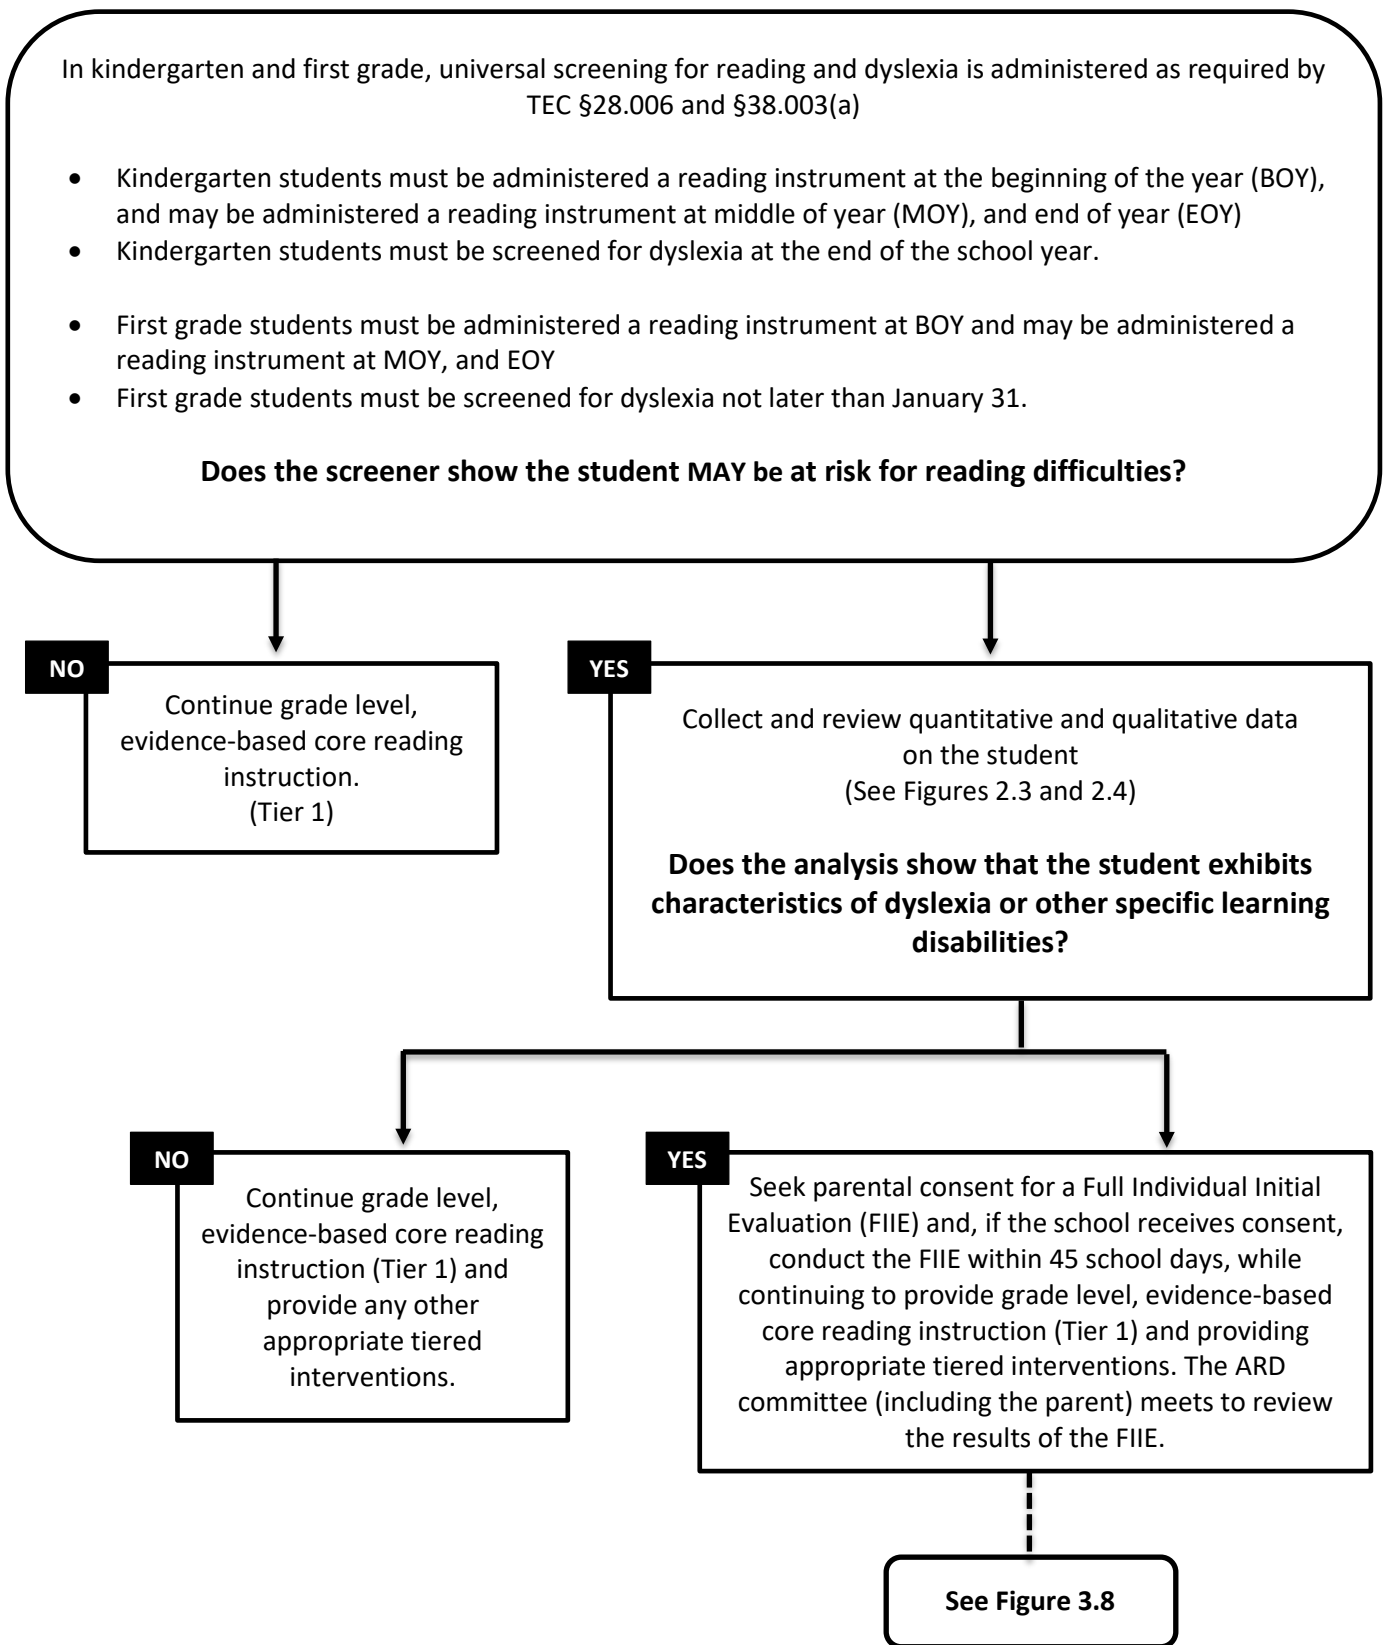 In kindergarten and first grade, universal screening for reading and dyslexia is administered as required by
TEC §28.006 and §38.003(a)
• Kindergarten students must be administered a reading instrument at the beginning of the year (BOY),
and may be administered a reading instrument at middle of year (MOY), and end of year (EOY)
• Kindergarten students must be screened for dyslexia at the end of the school year.
• First grade students must be administered a reading instrument at BOY and may be administered a
reading instrument at MOY, and EOY
• First grade students must be screened for dyslexia not later than January 31.
Does the screener show the student MAY be at risk for reading difficulties?
NO
Continue grade level,
evidence-based core reading
instruction.
(Tier 1)
YES
Collect and review quantitative and qualitative data
on the student
(See Figures 2.3 and 2.4)
Does the analysis show that the student exhibits
characteristics of dyslexia or other specific learning
disabilities?
NO
Continue grade level,
evidence-based core reading
instruction (Tier 1) and
provide any other
appropriate tiered
interventions.
YES
Seek parental consent for a Full Individual Initial
Evaluation (FIIE) and, if the school receives consent,
conduct the FIIE within 45 school days, while
continuing to provide grade level, evidence-based
core reading instruction (Tier 1) and providing
appropriate tiered interventions. The ARD
committee (including the parent) meets to review
the results of the FIIE.
See Figure 3.8